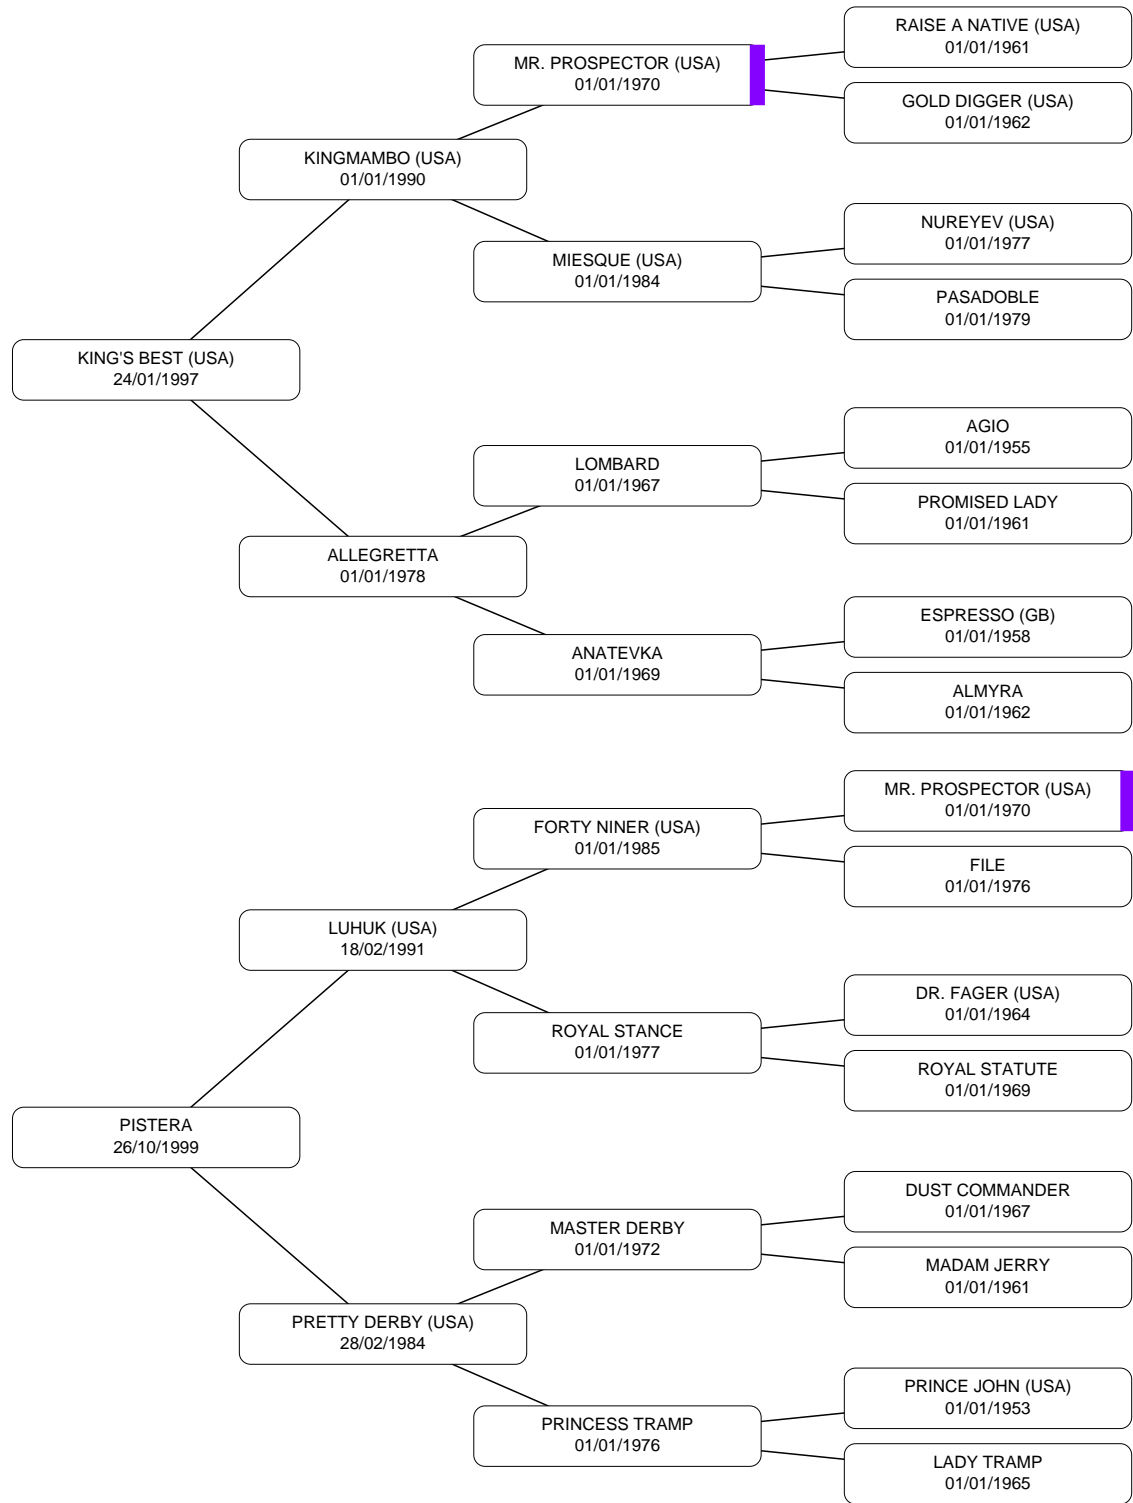 RAISE A NATIVE (USA)
01/01/1961
MR. PROSPECTOR (USA)
01/01/1970
GOLD DIGGER (USA)
01/01/1962
KINGMAMBO (USA)
01/01/1990
NUREYEV (USA)
01/01/1977
MIESQUE (USA)
01/01/1984
PASADOBLE
01/01/1979
KING'S BEST (USA)
24/01/1997
AGIO
01/01/1955
LOMBARD
01/01/1967
PROMISED LADY
01/01/1961
ALLEGRETTA
01/01/1978
ESPRESSO (GB)
01/01/1958
ANATEVKA
01/01/1969
ALMYRA
01/01/1962
MR. PROSPECTOR (USA)
01/01/1970
FORTY NINER (USA)
01/01/1985
FILE
01/01/1976
LUHUK (USA)
18/02/1991
DR. FAGER (USA)
01/01/1964
ROYAL STANCE
01/01/1977
ROYAL STATUTE
01/01/1969
PISTERA
26/10/1999
DUST COMMANDER
01/01/1967
MASTER DERBY
01/01/1972
MADAM JERRY
01/01/1961
PRETTY DERBY (USA)
28/02/1984
PRINCE JOHN (USA)
01/01/1953
PRINCESS TRAMP
01/01/1976
LADY TRAMP
01/01/1965